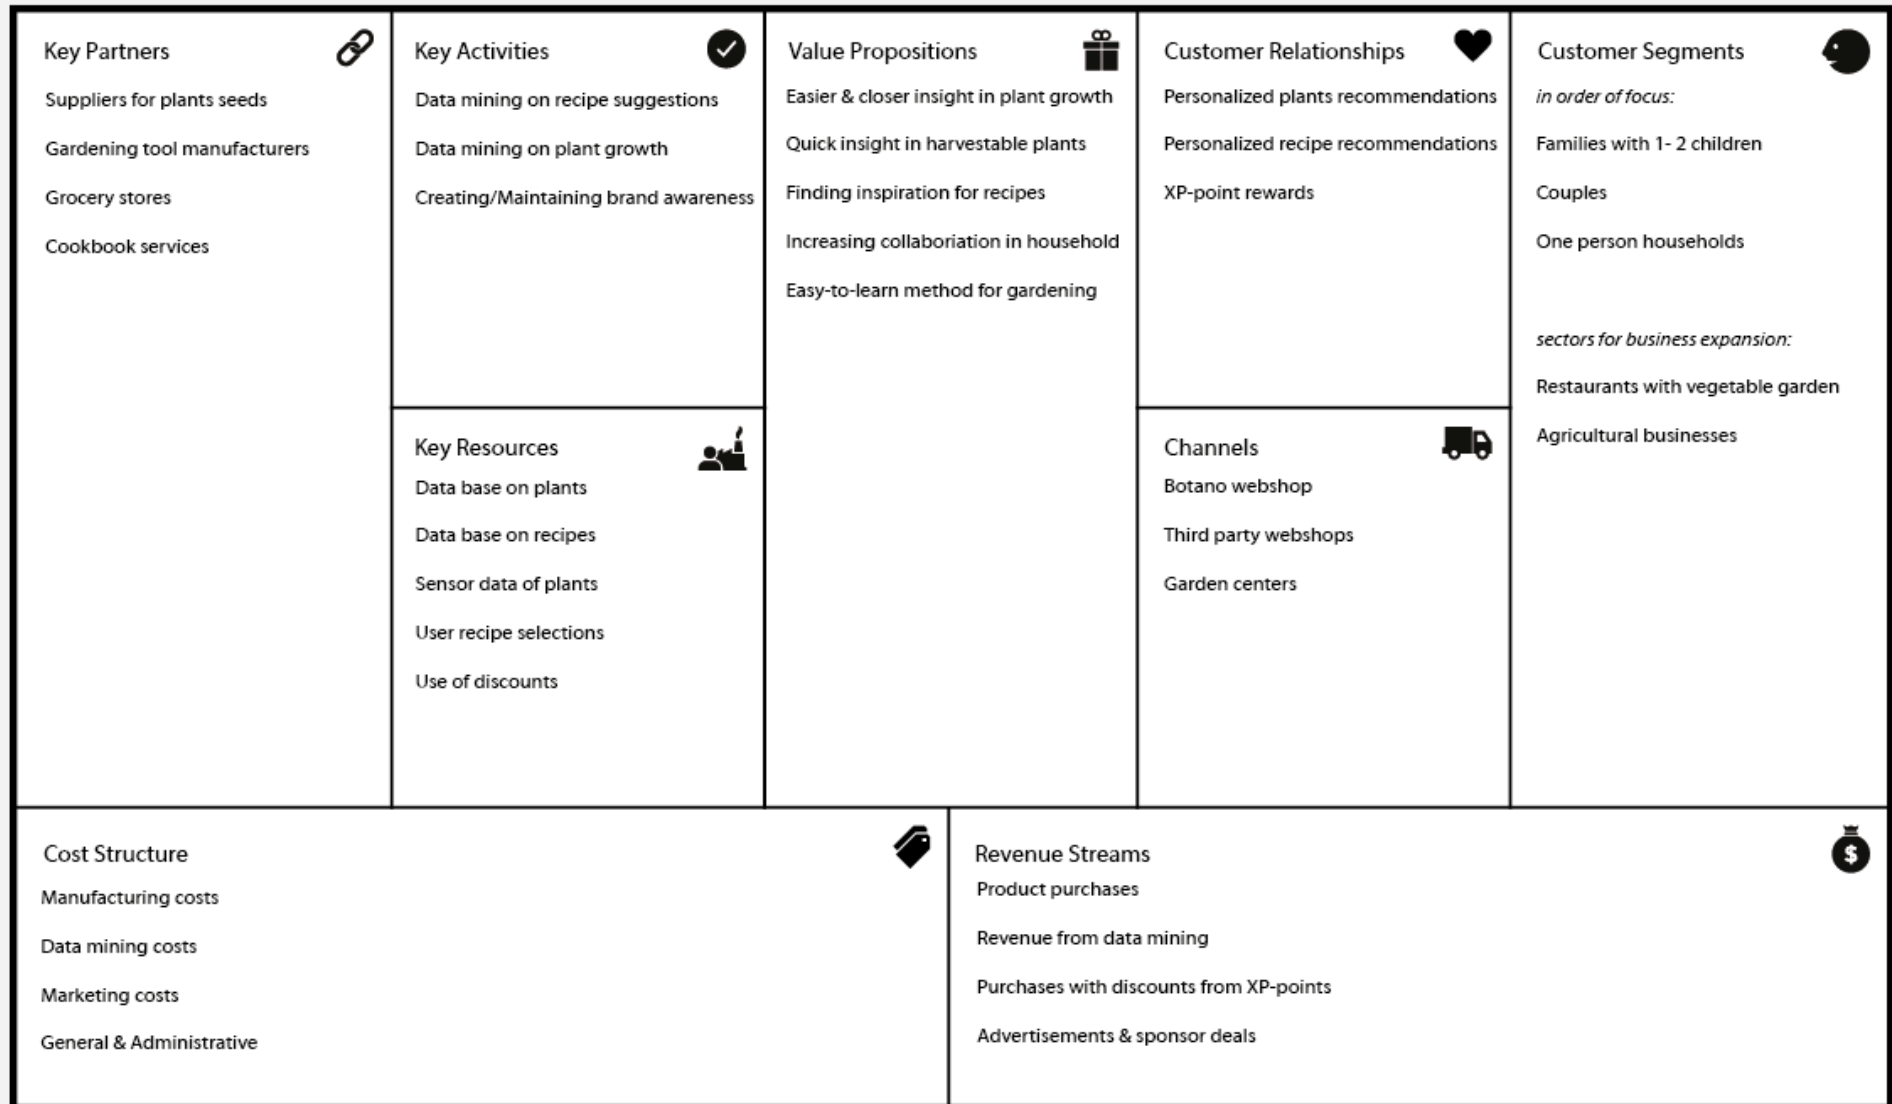 Key Partners
Suppliers for plants seeds
Gardening tool manufacturers
Grocery stores
Cookbook services
Key Activities
Data mining on recipe suggestions
Data mining on plant growth
Creating/Maintaining brand awareness
Key Resources
Data base on plants
Data base on recipes
Sensor data of plants
User recipe selections
Use of discounts
Value Propositions
Easier & closer insight in plant growth
Quick insight in harvestable plants
Finding inspiration for recipes
Increasing collaboriation in household
Easy-to-learn method for gardening
Customer Relationships
Personalized plants recommendations
Personalized recipe recommendations
XP-point rewards
Channels
Botano webshop
Third party webshops
Garden centers
Customer Segments
in order of focus:
Families with 1- 2 children
Couples
One person households
sectors for business expansion:
Restaurants with vegetable garden
Agricultural businesses
Cost Structure
Manufacturing costs
Data mining costs
Marketing costs
General & Administrative
Revenue Streams
$
Product purchases
Revenue from data mining
Purchases with discounts from XP-points
Advertisements & sponsor deals